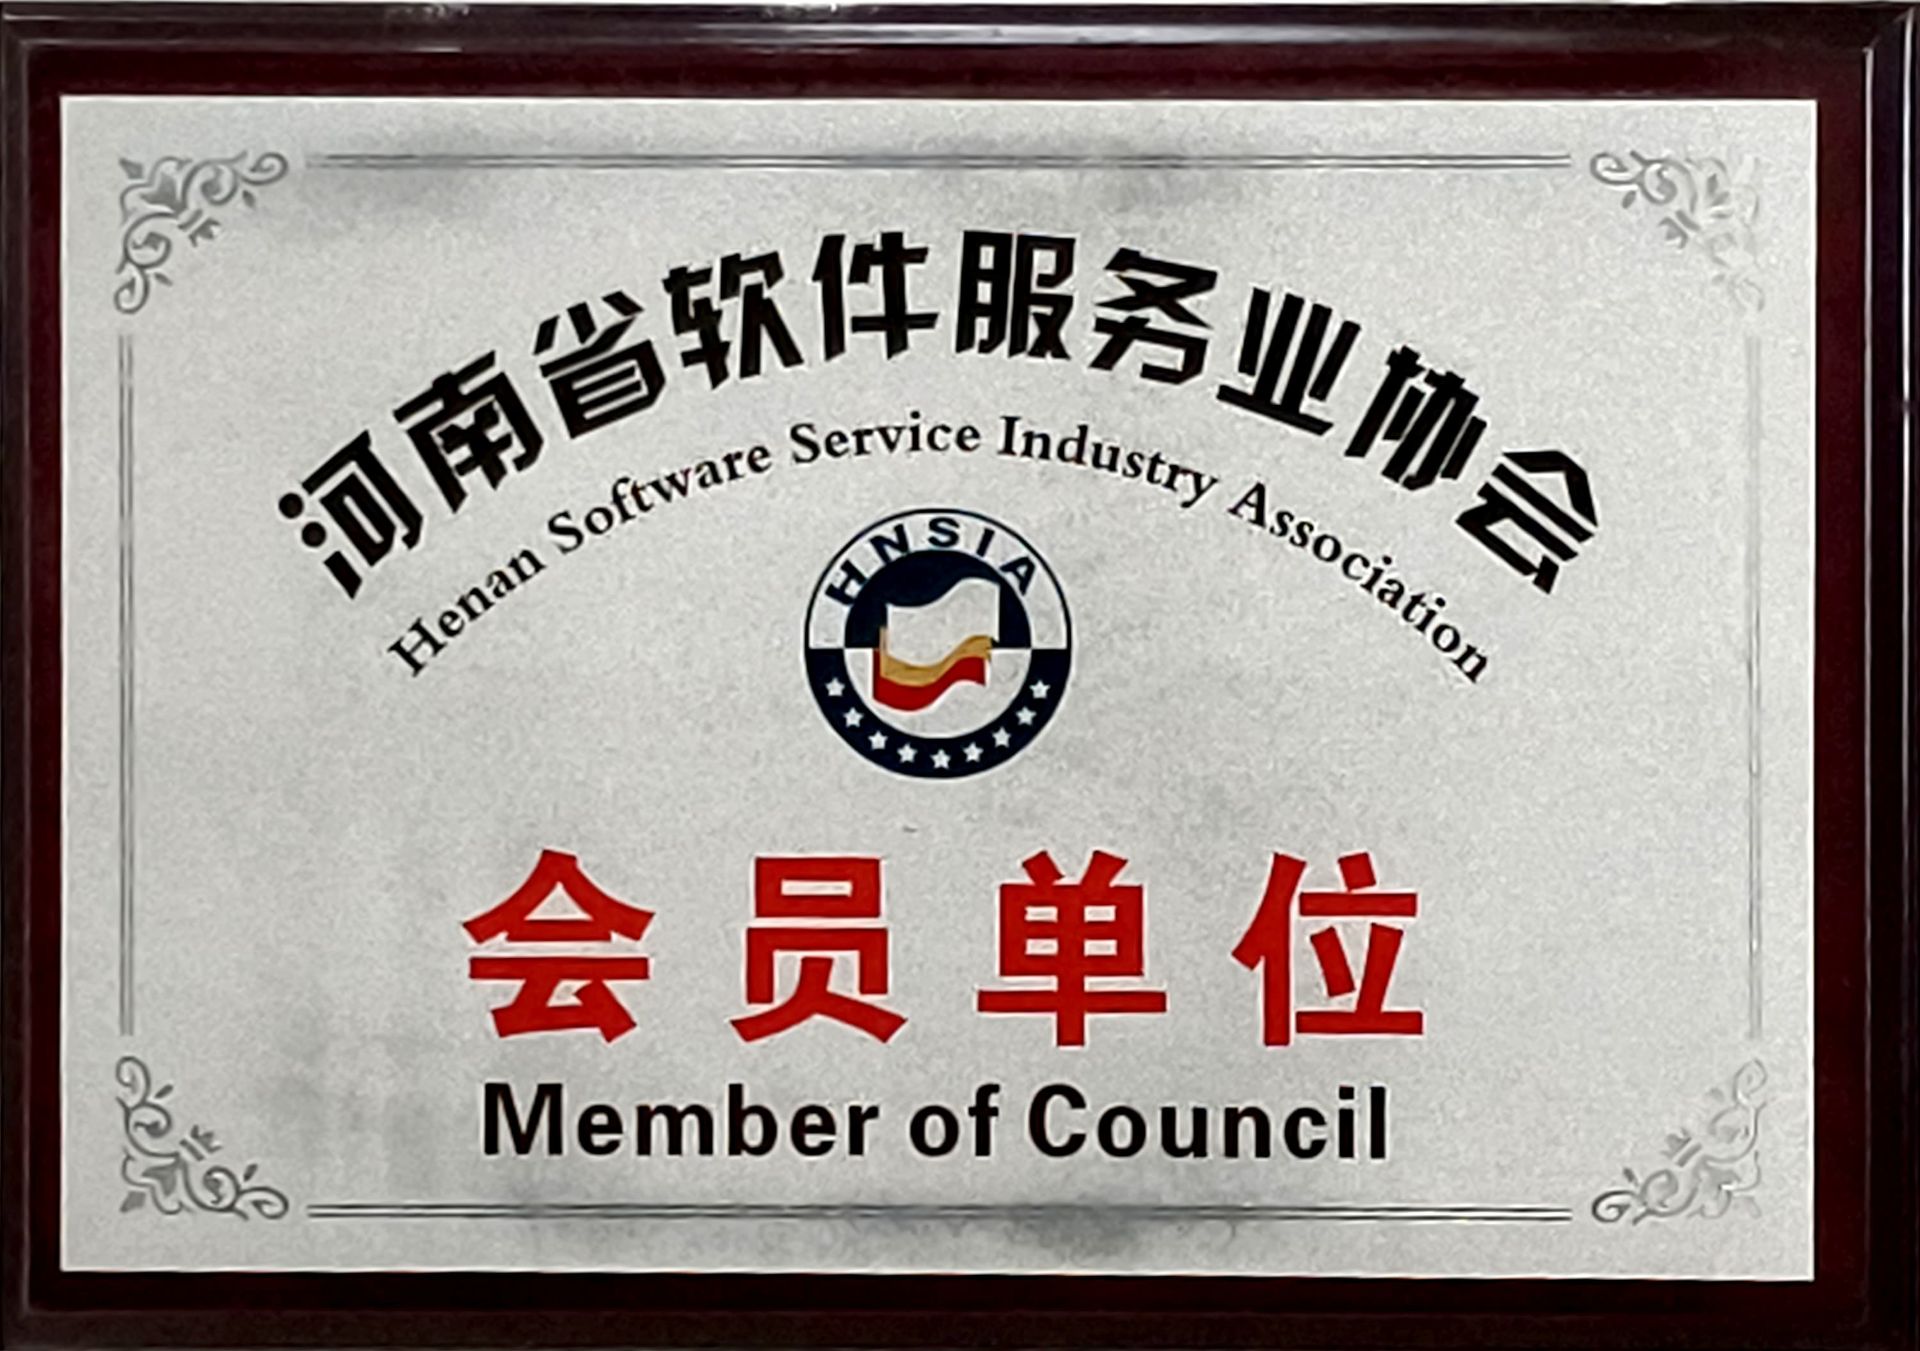 河南省软件服务业协会
Henan Software Service Industry Association
HNSIA
会员单位
Member of Council